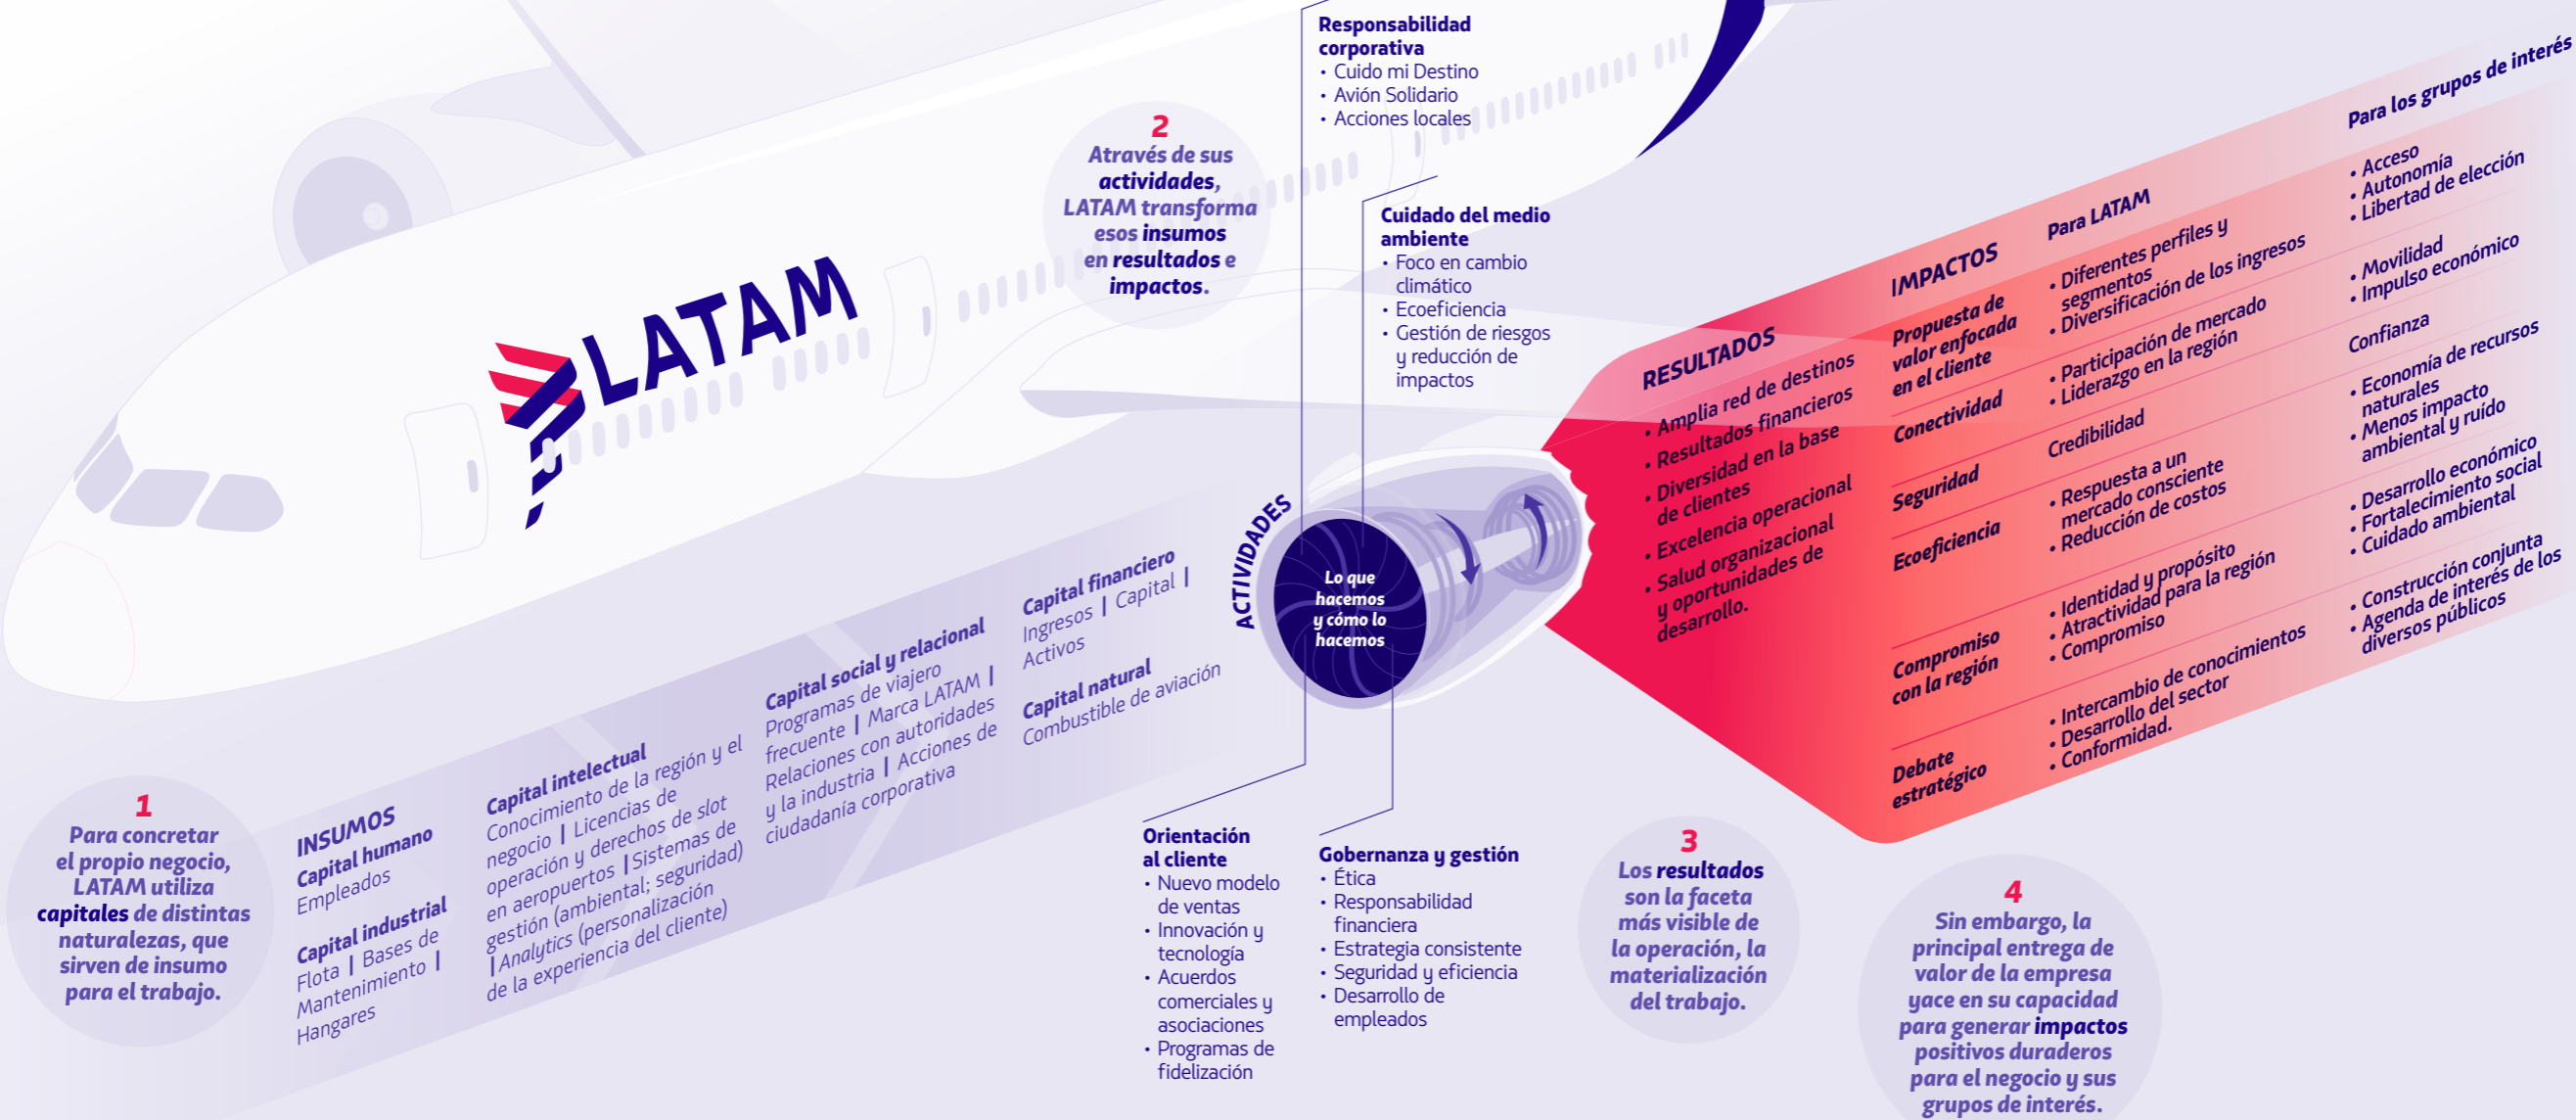 1
Para concretar
el propio negocio,
LATAM utiliza
capitales de distintas
naturalezas, que
sirven de insumo
para el trabajo.
INSUMOS
Capital humano
Empleados
Capital industrial
Flota | Bases de
Mantenimiento |
Hangares
Capital intelectual
Conocimiento de la región y el
negocio | Licencias de
operación y derechos de slot
en aeropuertos |Sistemas de
gestión (ambiental; seguridad)
|Analytics (personalización
de la experiencia del cliente)
Capital social y relacional
Programas de viajero
frecuente | Marca LATAM |
Relaciones con autoridades
y la industria | Acciones de
ciudadanía corporativa
Capital financiero
Ingresos | Capital |
Activos
Capital natural
Combustible de aviación
LATAM
2
Através de sus
actividades,
LATAM transforma
esos insumos
en resultados e
impactos.
ACTIVIDADES
Lo que
hacemos
y cómo lo
hacemos
Responsabilidad
corporativa
• Cuido mi Destino
• Avión Solidario
• Acciones locales
Cuidado del medio
ambiente
• Foco en cambio
climático
• Ecoeficiencia
• Gestión de riesgos
y reducción de
impactos
Orientación
al cliente
• Nuevo modelo
de ventas
• Innovación y
tecnología
• Acuerdos
comerciales y
asociaciones
• Programas de
fidelización
Gobernanza y gestión
• Ética
• Responsabilidad
financiera
• Estrategia consistente
• Seguridad y eficiencia
• Desarrollo de
empleados
3
Los resultados
son la faceta
más visible de
la operación, la
materialización
del trabajo.
RESULTADOS
• Amplia red de destinos
• Resultados financieros
• Diversidad en la base
de clientes
• Excelencia operacional
• Salud organizacional
y oportunidades de
desarrollo.
4
Sin embargo, la
principal entrega de
valor de la empresa
yace en su capacidad
para generar impactos
positivos duraderos
para el negocio y sus
grupos de interés.
IMPACTOS
Para LATAM
Para los grupos de interés
Propuesta de
valor enfocada
en el cliente
• Diferentes perfiles y
segmentos
• Diversificación de los ingresos
• Acceso
• Autonomía
• Libertad de elección
Conectividad
• Participación de mercado
• Liderazgo en la región
• Movilidad
• Impulso económico
Seguridad
Credibilidad
Confianza
Ecoeficiencia
• Respuesta a un
mercado consciente
• Reducción de costos
• Economía de recursos
naturales
• Menos impacto
ambiental y ruído
Compromiso
con la región
• Identidad y propósito
• Atractividad para la región
• Compromiso
• Desarrollo económico
• Fortalecimiento social
• Cuidado ambiental
Debate
estratégico
• Intercambio de conocimientos
• Desarrollo del sector
• Conformidad.
• Construcción conjunta
• Agenda de interés de los
diversos públicos